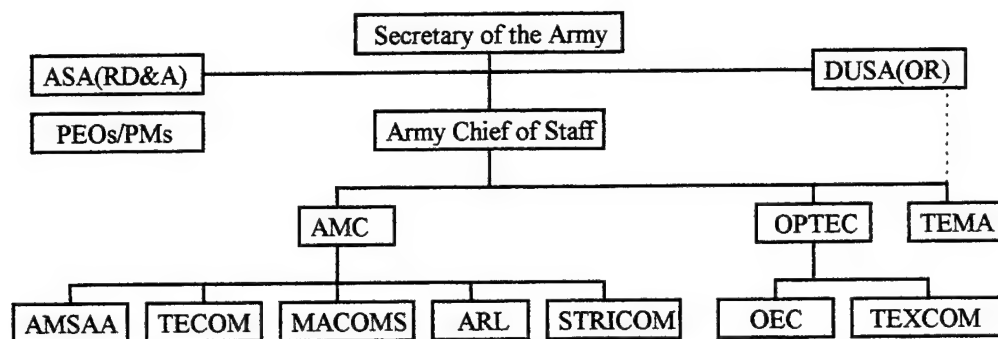 Secretary of the Army
ASA(RD&A)
DUSA(OR)
PEOs/PMs
Army Chief of Staff
AMC
OPTEC
TEMA
AMSAA
TECOM
MACOMS
ARL
STRICOM
OEC
TEXCOM